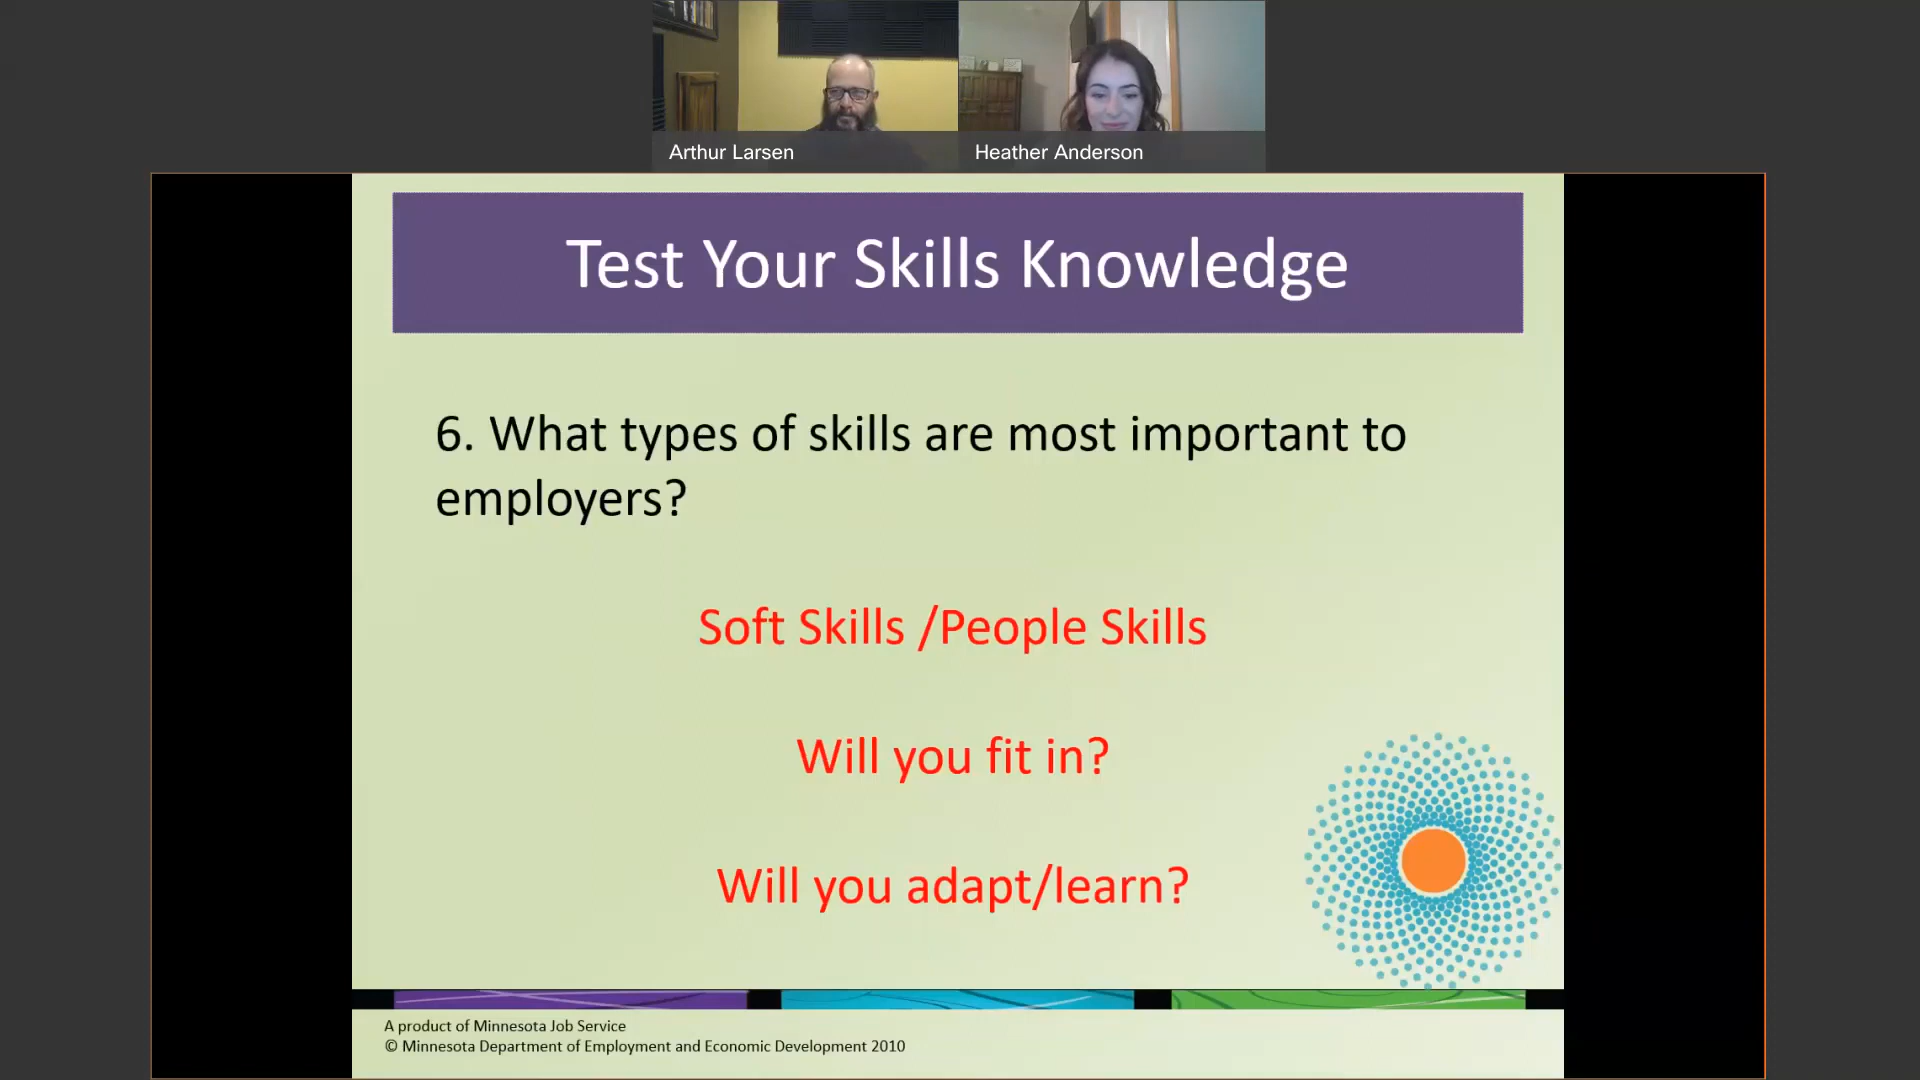 Arthur Larsen
Heather Anderson
Test Your Skills Knowledge
6. What types of skills are most important to
employers?
Soft Skills /People Skills
Will you fit in?
Will you adapt/learn?
A product of Minnesota Job Service
© Minnesota Department of Employment and Economic Development 2010